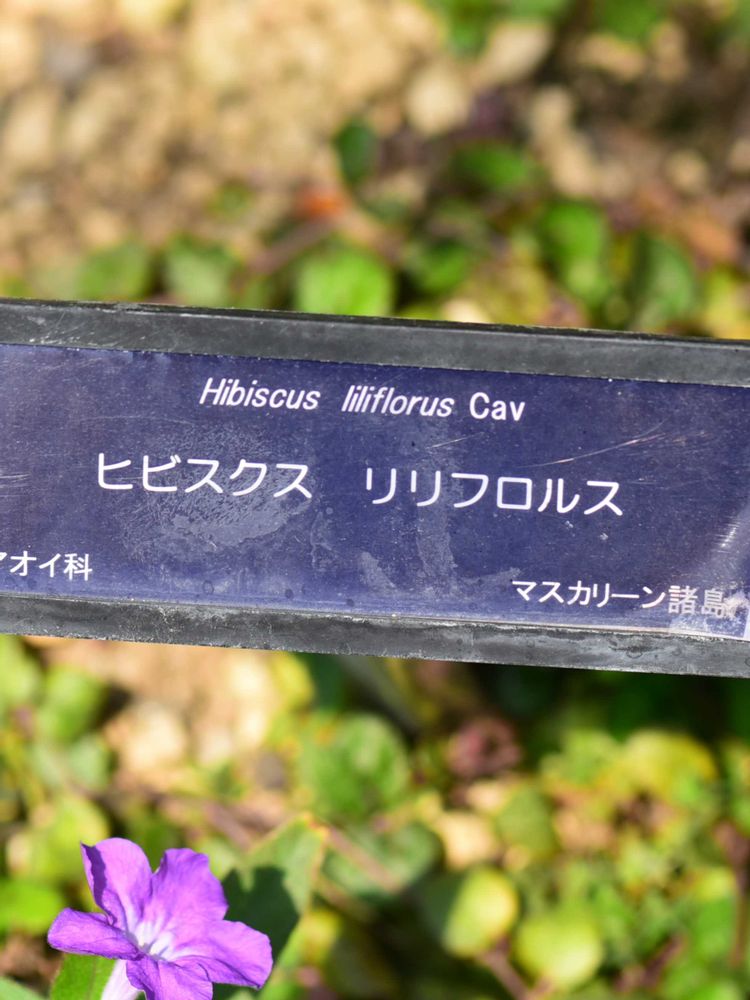 Hibiscus liliflorus Cav
ヒビスクス リリフロルス
アオイ科
マスカリーン諸島